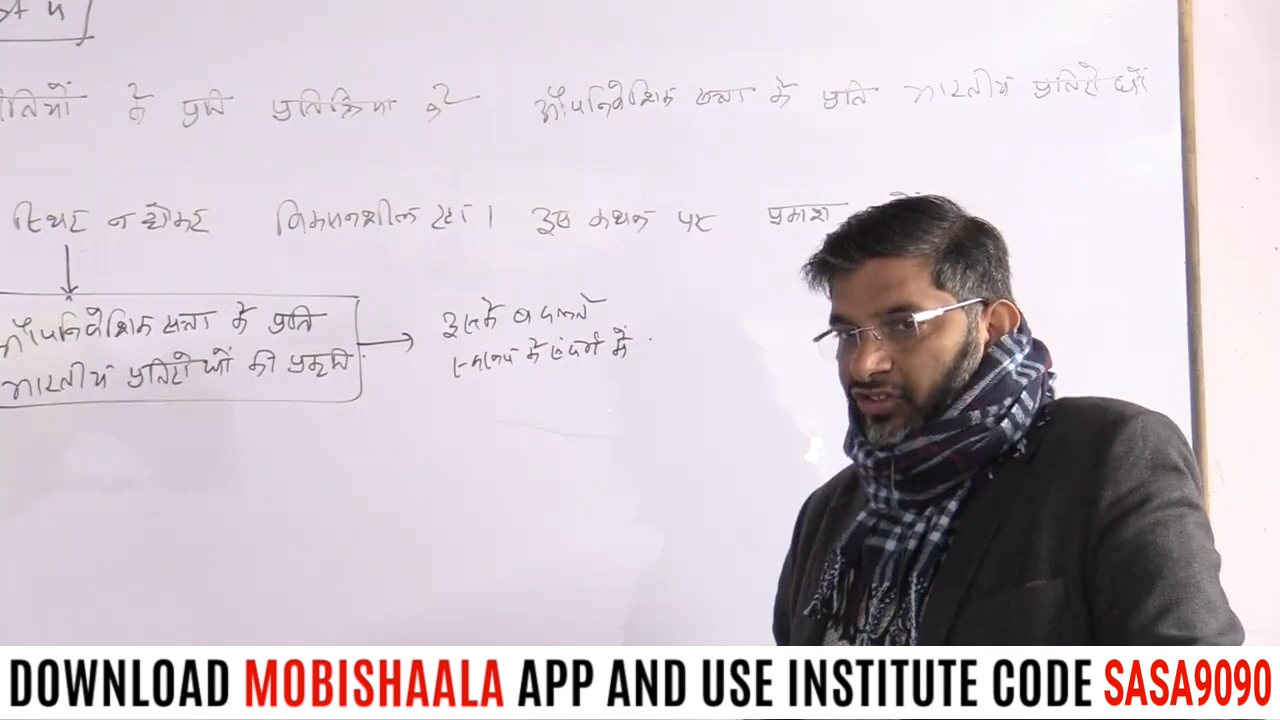 के प्रति प्रतिक्रिया औपनिवेशिक सत्ता के प्रति भारतीय प्रतिरोधों
स्थिर न होकर विकासशील रहा। इस कथन पर प्रकाश
औपनिवेशिक सत्ता के प्रति
भारतीय प्रतिरोधों की प्रकृति
इसके बदलते
स्वरूप के संदर्भ में
DOWNLOAD MOBISHAALA APP AND USE INSTITUTE CODE SASA9090